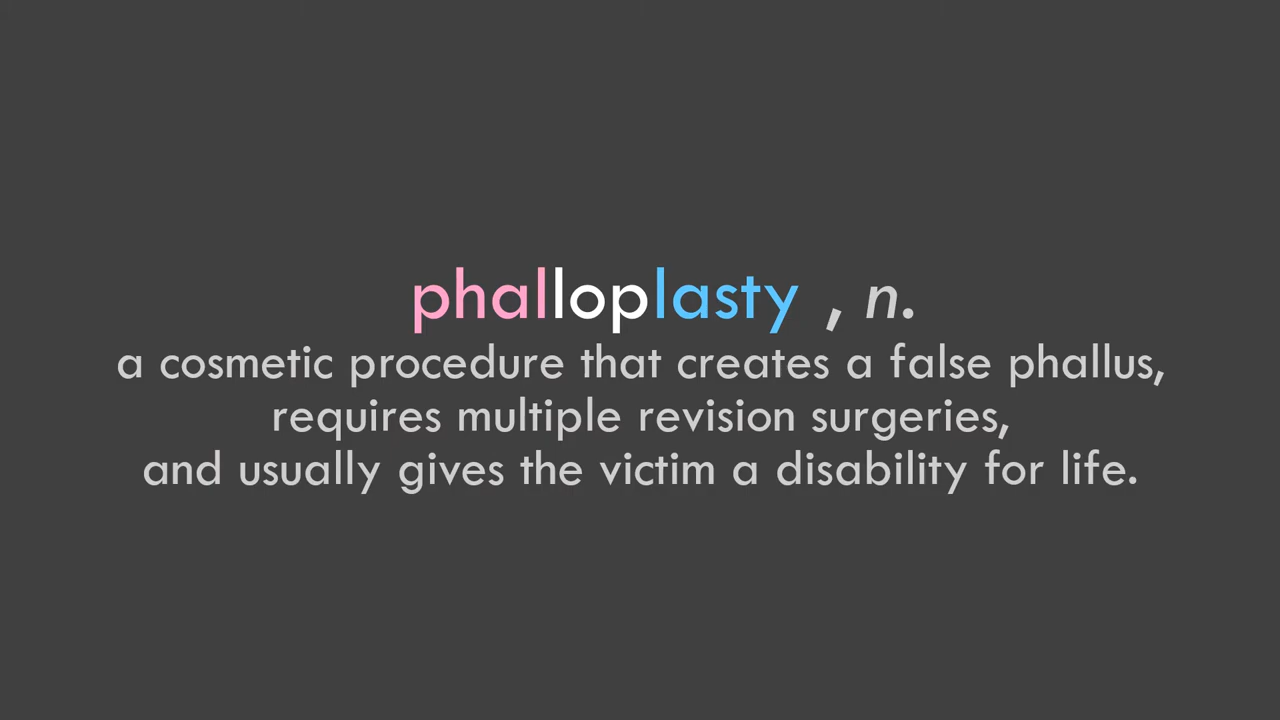 phalloplasty , n.
a cosmetic procedure that creates a false phallus,
requires multiple revision surgeries,
and usually gives the victim a disability for life.